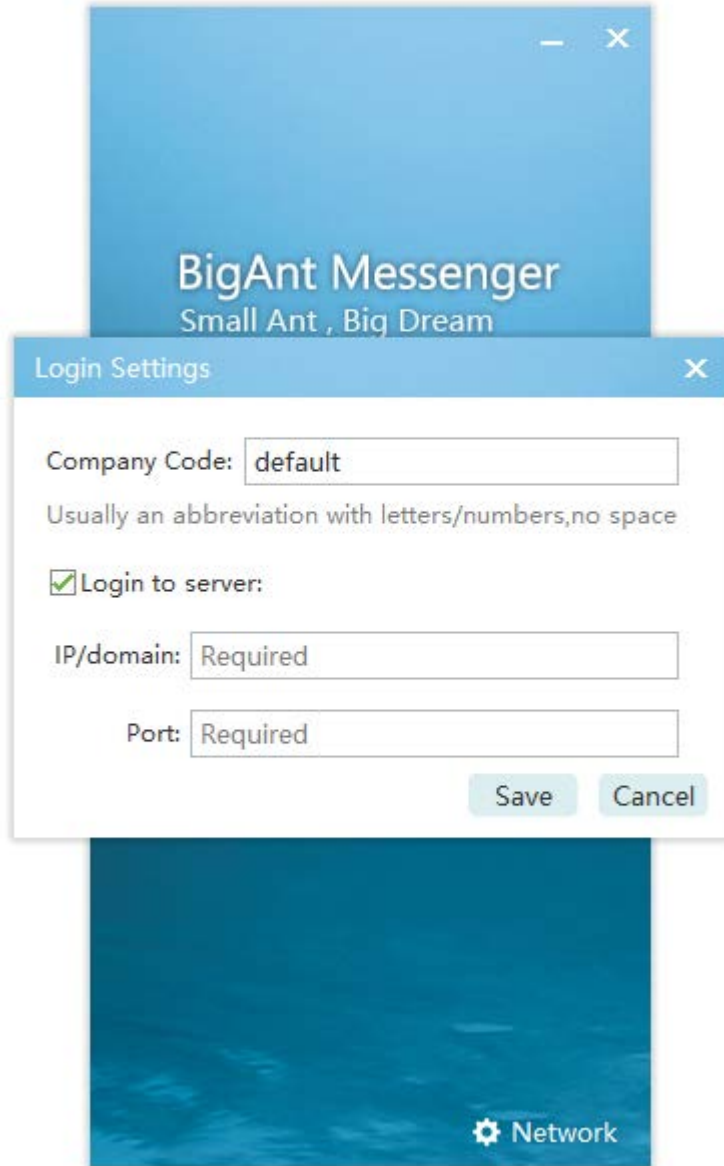 BigAnt Messenger
Small Ant , Big Dream
Login Settings
Company Code: default
Usually an abbreviation with letters/numbers,no space
Login to server:
IP/domain: Required
Port: Required
Save Cancel
Network